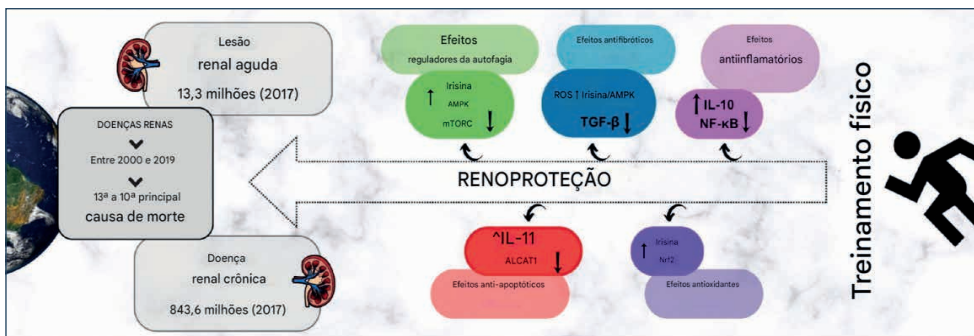 Lesão
renal aguda
13,3 milhões (2017)
DOENÇAS RENAS
Entre 2000 e 2019
13ª a 10ª principal
causa de morte
Doença
renal crônica
843,6 milhões (2017)
Efeitos
reguladores da autofagia
↑ Irisina
AMPK
mTORC ↓
Efeitos antifibróticos
ROS ↑ Irisina/AMPK
TGF-β ↓
Efeitos
antiinflamatórios
↑ IL-10
NF-κB ↓
RENOPROTEÇÃO
^IL-11
ALCAT1 ↓
Efeitos anti-apoptóticos
↑ Irisina
Nrf2
Efeitos antioxidantes
Treinamento físico